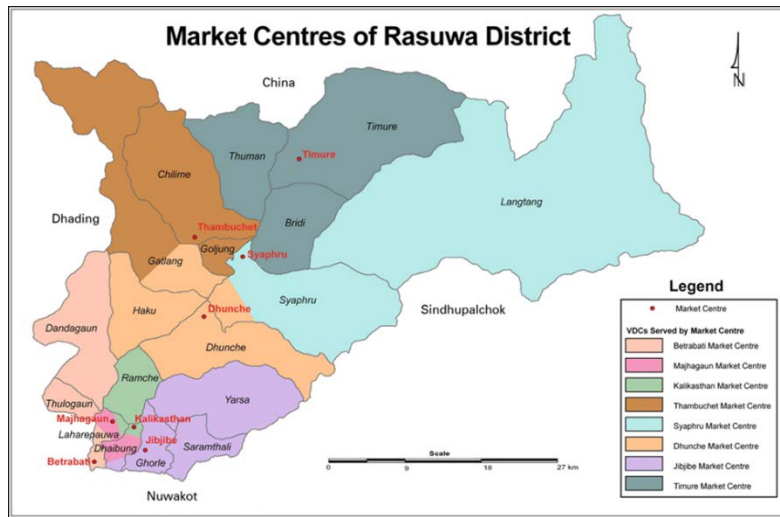 Market Centres of Rasuwa District
China
N
Timure
Thuman
Timure
Chilime
Langtang
Dhading
Thambuchet
Bridi
Goljung
Syaphru
Gatlang
Legend
Syaphru
Sindhupalchok
Haku
Dhunche
Market Centre
Dandagaun
VDCs Served by Market Centre
Dhunche
Betrabati Market Centre
Majhagaun Market Centre
Ramche
Kalikasthan Market Centre
Yarsa
Thambuchet Market Centre
Thulogaun
Majhagaun
Kalikasthan
Syaphru Market Centre
Laharepauwa
Jibjibe
Dhunche Market Centre
Dhaibung
Saramthali
Scale
Betrabati
Ghorle
0 9 18 27 km
Jibjibe Market Centre
Timure Market Centre
Nuwakot